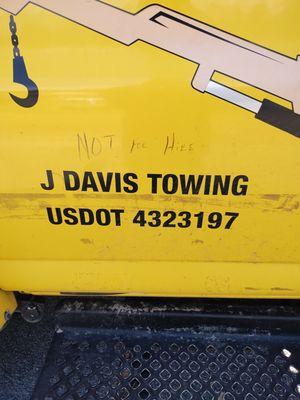 NOT FOR HIRE
J DAVIS TOWING
USDOT 4323197